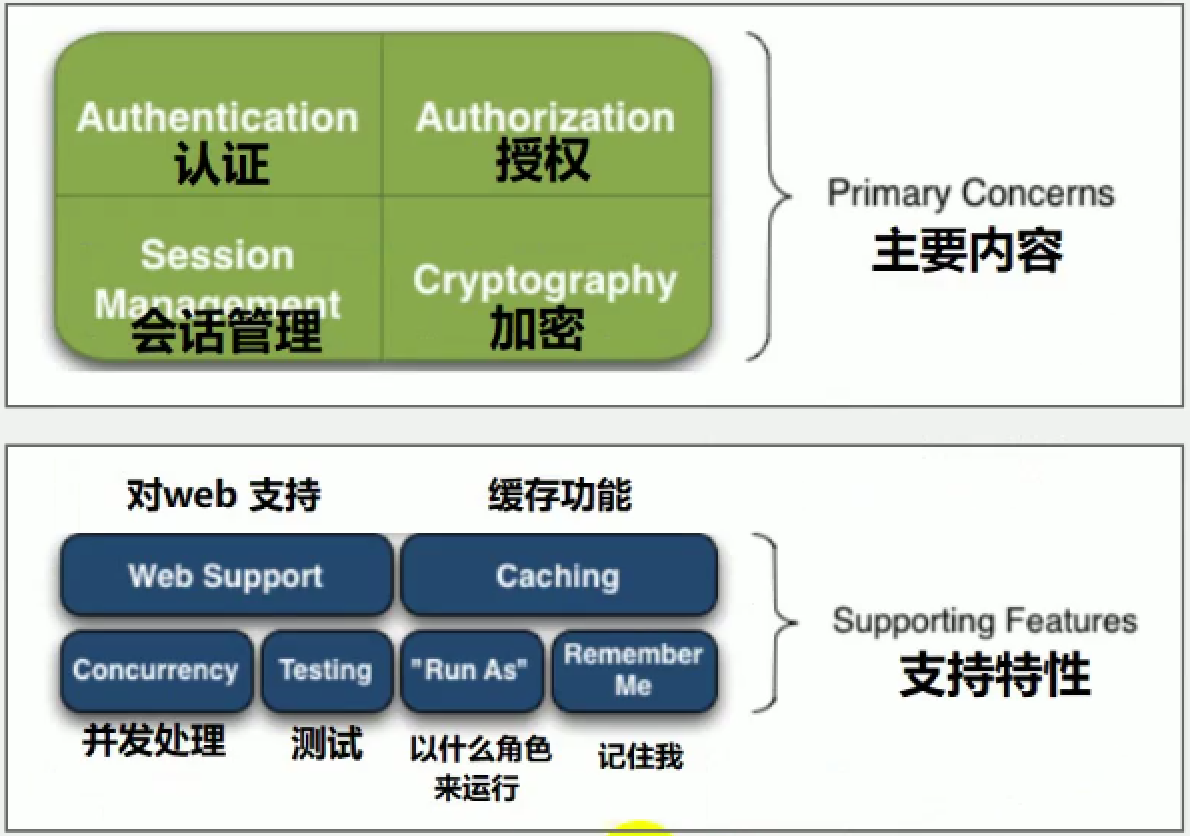 Authentication
认证
Authorization
授权
Session
Management
会话管理
Cryptography
加密
Primary Concerns
主要内容
对web 支持
缓存功能
Web Support
Caching
Concurrency
Testing
"Run As"
Remember
Me
并发处理
测试
以什么角色
来运行
记住我
Supporting Features
支持特性